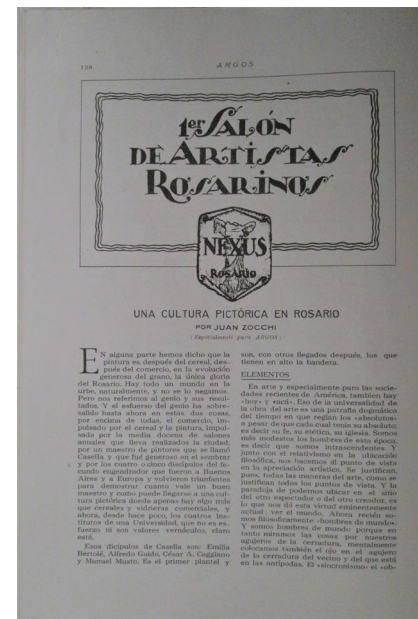 ARGOS
1er SALÓN
DE ARTISTAS
ROSARINOS
NEXUS
ROSARIO
UNA CULTURA PICTÓRICA EN ROSARIO
POR JUAN ZOCCHI
(Especialmente para ARGOS)
EN alguna parte hemos dicho que la
pintura es, después del cereal, des-
pués del comercio, en la evolución
generosa del grano, la única gloria
del Rosario. Hay todo un mundo en la
urbe, naturalmente, y no se lo negamos.
Pero nos referimos al genio y sus resul-
tados. Y el esfuerzo del genio ha sobre-
salido hasta ahora en estas dos cosas,
por encima de todas, el comercio, im-
pulsado por el cereal y la pintura, impul-
sada por la media docena de salones
anuales que lleva realizados la ciudad;
por un maestro de pintores que se llamó
Casella y que fué generoso en el sembrar
y por los cuatro o cinco discípulos del fe-
cundo engendrador que fueron a Buenos
Aires y a Europa y volvieron triunfantes
para demostrar cuanto vale un buen
maestro y como puede llegarse a una cul-
tura pictórica donde apenas hay algo más
que cereales y vidrieras comerciales, y
ahora, desde hace poco, los cuatro ins-
titutos de una Universidad, que no es es-
fuerzo ni son valores vernáculos, claro
está.
Esos dicípulos de Casella son: Emilia
Bertolé, Alfredo Guido, César A. Caggiano
y Manuel Musto. Es el primer plantel y
son, con otros llegados después, los que
tienen en alto la bandera.
ELEMENTOS
En arte y especialmente para las socie-
dades recientes de América, también hay
«hoy» y «acá». Eso de la universalidad de
la obra del arte es una patraña dogmática
del tiempo en que regían los «absolutos»
a pesar de que cada cual tenía su absoluto;
es decir su fe, su estética, su iglesia. Somos
más modestos los hombres de esta época,
es decir que somos intrascendentes. Y
junto con el relativismo en la ubicación
filosófica, nos hacemos al punto de vista
en la apreciación artística. Se justifican,
pues, todas las maneras del arte, como se
justifican todos los puntos de vista. Y la
paradoja de podernos ubicar en el sitio
del otro espectador o del otro creador, es
lo que nos dá esta virtud eminentemente
actual: ver el mundo. Ahora recién so-
mos filosóficamente «hombres de mundo».
Y somos hombres de mundo porque en
tanto miramos las cosas por nuestros
agujeros de la cerradura, mentalmente
colocamos también el ojo en el agujero
de la cerradura del vecino y del que está
en las antípodas. El «sincronismo» el «ob-